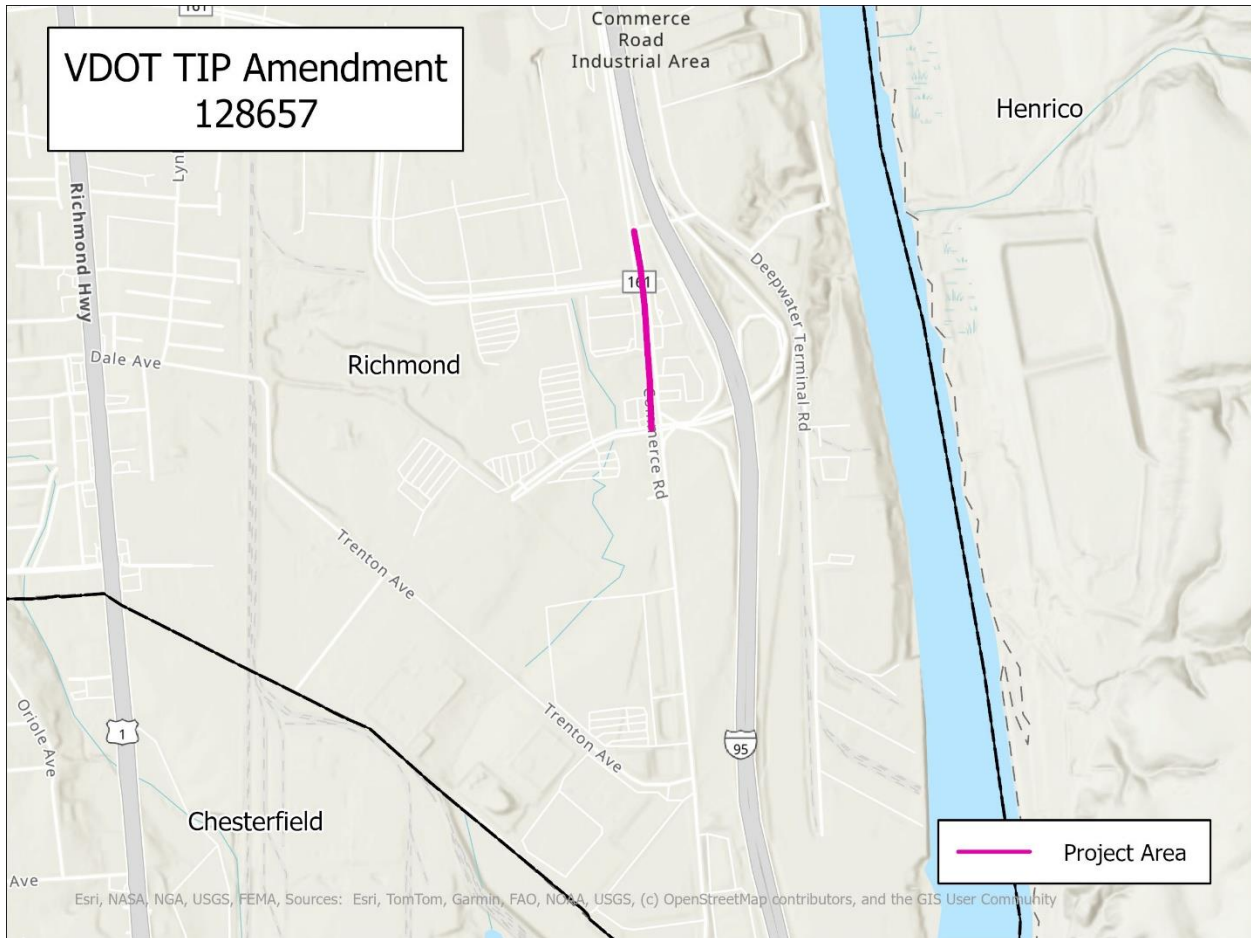 161
VDOT TIP Amendment
128657
Commerce
Road
Industrial Area
Henrico
Richmond Hwy
161
Deepwater Terminal Rd
Dale Ave
Richmond
Commerce Rd
Trenton Ave
Trenton Ave
Oriole Ave
1
95
Chesterfield
Project Area
Ave
Esri, NASA, NGA, USGS, FEMA, Sources: Esri, TomTom, Garmin, FAO, NOAA, USGS, (c) OpenStreetMap contributors, and the GIS User Community